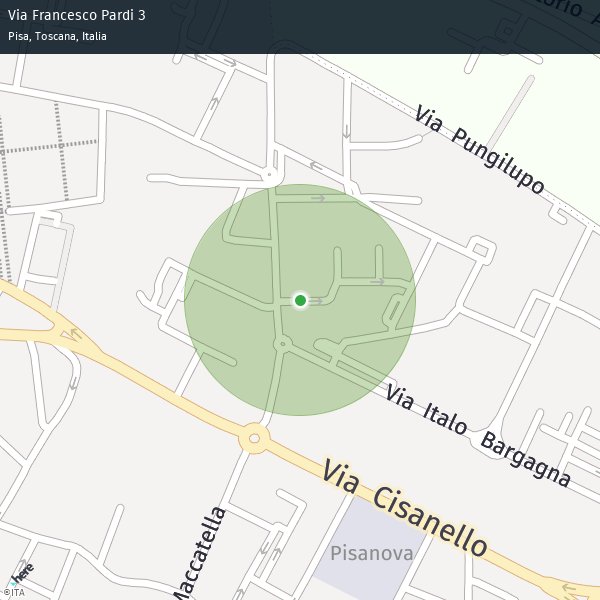 Via Francesco Pardi 3
Pisa, Toscana, Italia
Via Pungilupo
Via Italo Bargagna
Via Cisanello
Maccatella
Pisanova
here
©ITA